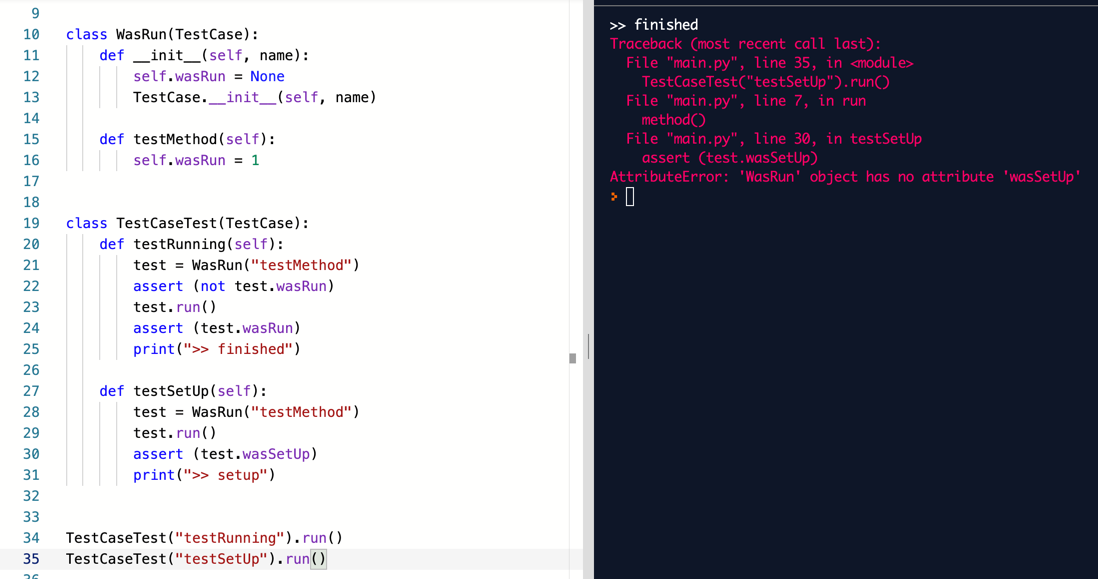 9
10 class WasRun(TestCase):
11     def __init__(self, name):
12         self.wasRun = None
13         TestCase.__init__(self, name)
14
15     def testMethod(self):
16         self.wasRun = 1
17
18
19 class TestCaseTest(TestCase):
20     def testRunning(self):
21         test = WasRun("testMethod")
22         assert (not test.wasRun)
23         test.run()
24         assert (test.wasRun)
25         print(">> finished")
26
27     def testSetUp(self):
28         test = WasRun("testMethod")
29         test.run()
30         assert (test.wasSetUp)
31         print(">> setup")
32
33
34 TestCaseTest("testRunning").run()
35 TestCaseTest("testSetUp").run()
>> finished
Traceback (most recent call last):
  File "main.py", line 35, in <module>
    TestCaseTest("testSetUp").run()
  File "main.py", line 7, in run
    method()
  File "main.py", line 30, in testSetUp
    assert (test.wasSetUp)
AttributeError: 'WasRun' object has no attribute 'wasSetUp'